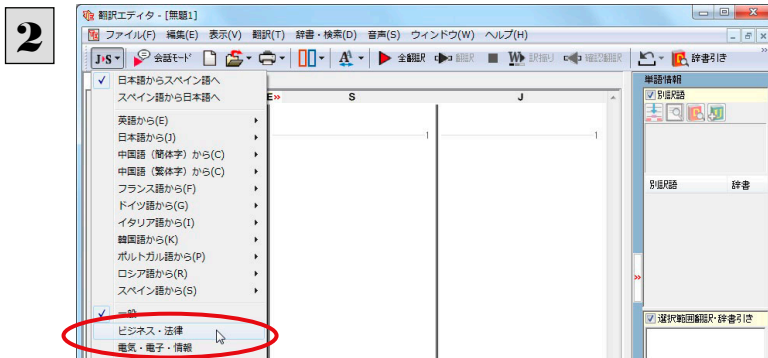 2
翻訳エディタ - [無題1]
ファイル(F) 編集(E) 表示(V) 翻訳(T) 辞書・検索(D) 音声(S) ウィンドウ(W) ヘルプ(H)
J▸S 会話モード 全翻訳 翻訳 訳振り 確認翻訳 辞書引き
日本語からスペイン語へ
スペイン語から日本語へ
英語から(E)
日本語から(J)
中国語（簡体字）から(C)
中国語（繁体字）から(C)
フランス語から(F)
ドイツ語から(G)
イタリア語から(I)
韓国語から(K)
ポルトガル語から(P)
ロシア語から(R)
スペイン語から(S)
一般
ビジネス・法律
電気・電子・情報
E» S J
1 1
単語情報
別訳語
別訳語 辞書
選択範囲翻訳・辞書引き